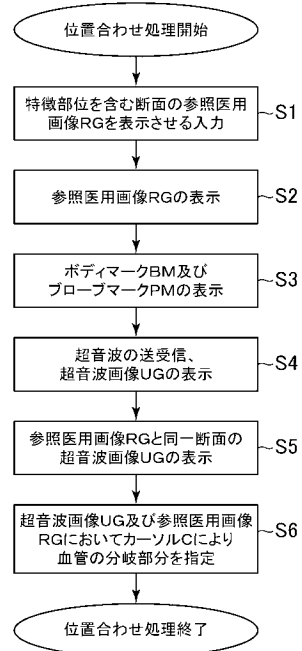 位置合わせ処理開始
特徴部位を含む断面の参照医用
画像RGを表示させる入力
S1
参照医用画像RGの表示
S2
ボディマークBM及び
プローブマークPMの表示
S3
超音波の送受信、
超音波画像UGの表示
S4
参照医用画像RGと同一断面の
超音波画像UGの表示
S5
超音波画像UG及び参照医用画像
RGにおいてカーソルCにより
血管の分岐部分を指定
S6
位置合わせ処理終了